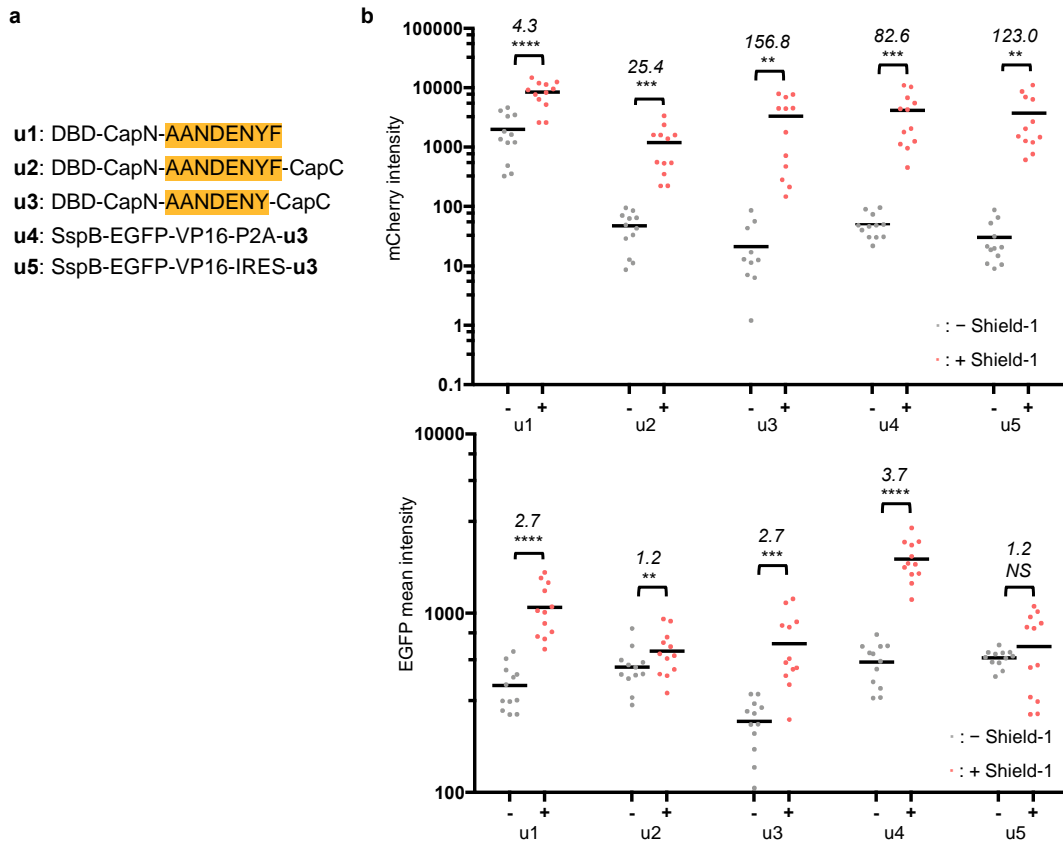 a
u1: DBD-CapN-AANDENYF
u2: DBD-CapN-AANDENYF-CapC
u3: DBD-CapN-AANDENY-CapC
u4: SspB-EGFP-VP16-P2A-u3
u5: SspB-EGFP-VP16-IRES-u3
b
mCherry intensity
100000
10000
1000
100
10
1
0.1
4.3
****
25.4
***
156.8
**
82.6
***
123.0
**
: − Shield-1
: + Shield-1
- + - + - + - + - +
u1 u2 u3 u4 u5
EGFP mean intensity
10000
1000
100
2.7
****
1.2
**
2.7
***
3.7
****
1.2
NS
: − Shield-1
: + Shield-1
- + - + - + - + - +
u1 u2 u3 u4 u5